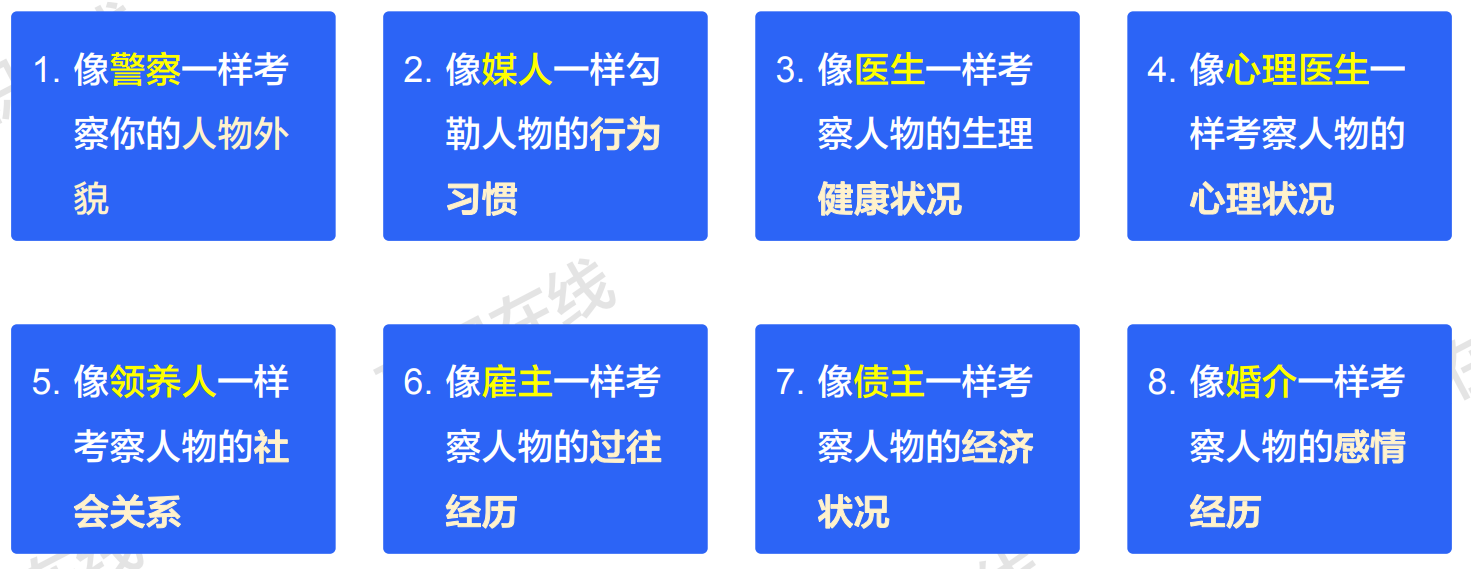 1. 像警察一样考
察你的人物外
貌
2. 像媒人一样勾
勒人物的行为
习惯
3. 像医生一样考
察人物的生理
健康状况
4. 像心理医生一
样考察人物的
心理状况
5. 像领养人一样
考察人物的社
会关系
6. 像雇主一样考
察人物的过往
经历
7. 像债主一样考
察人物的经济
状况
8. 像婚介一样考
察人物的感情
经历
在线
在线